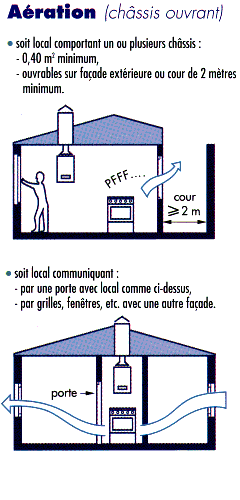 Aération (châssis ouvrant)
• soit local comportant un ou plusieurs châssis :
- 0,40 m² minimum,
- ouvrables sur façade extérieure ou cour de 2 mètres
minimum.
PFFF....
cour
≥ 2 m
• soit local communiquant :
- par une porte avec local comme ci-dessus,
- par grilles, fenêtres, etc. avec une autre façade.
porte